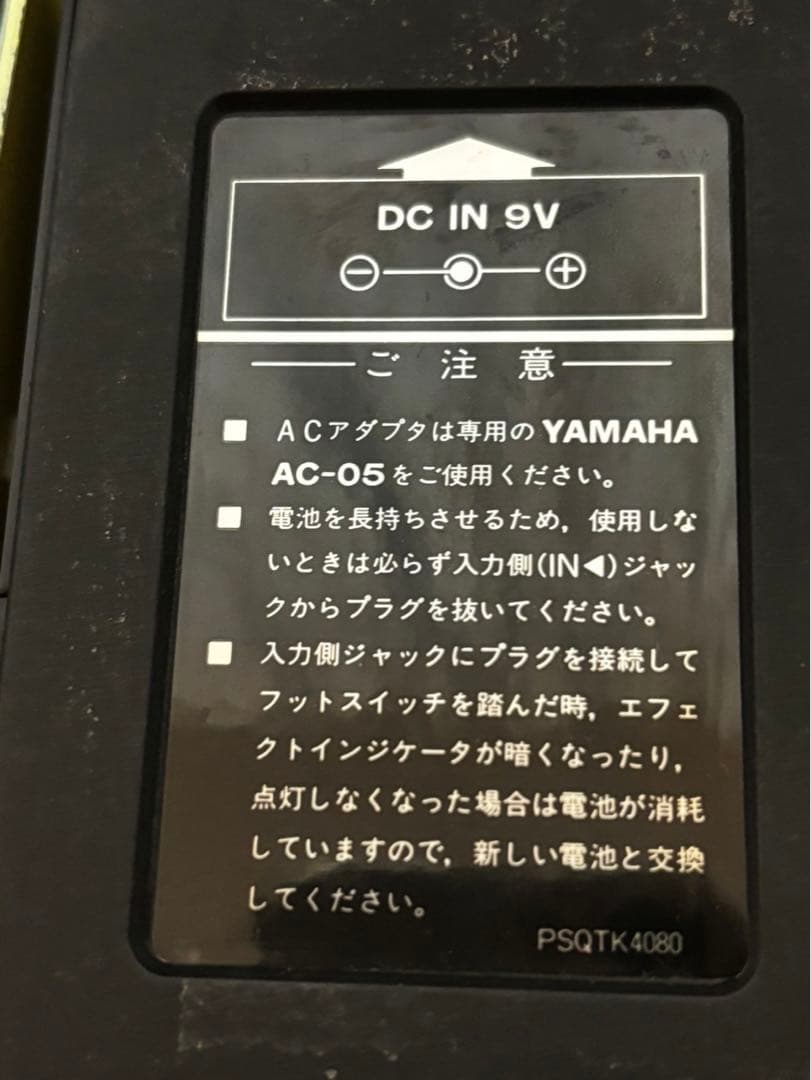 DC IN 9V
⊖ ⊕
ご注意
■ ACアダプタは専用のYAMAHA
AC-05をご使用ください。
■ 電池を長持ちさせるため，使用しな
いときは必らず入力側(IN◀)ジャッ
クからプラグを抜いてください。
■ 入力側ジャックにプラグを接続して
フットスイッチを踏んだ時，エフェ
クトインジケータが暗くなったり，
点灯しなくなった場合は電池が消耗
していますので，新しい電池と交換
してください。
PSQTK4080